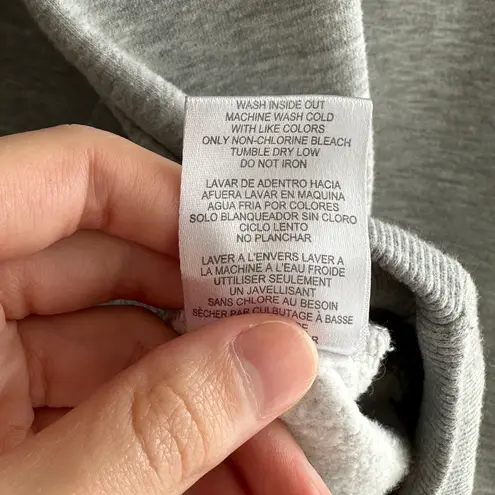 WASH INSIDE OUT
MACHINE WASH COLD
WITH LIKE COLORS
ONLY NON-CHLORINE BLEACH
TUMBLE DRY LOW
DO NOT IRON
LAVAR DE ADENTRO HACIA
AFUERA LAVAR EN MAQUINA
AGUA FRIA POR COLORES
SOLO BLANQUEADOR SIN CLORO
CICLO LENTO
NO PLANCHAR
LAVER A L'ENVERS LAVER A
LA MACHINE A L'EAU FROIDE
UTTILISER SEULEMENT
UN JAVELLISANT
SANS CHLORE AU BESOIN
SÈCHER PAR CULBUTAGE À BASSE